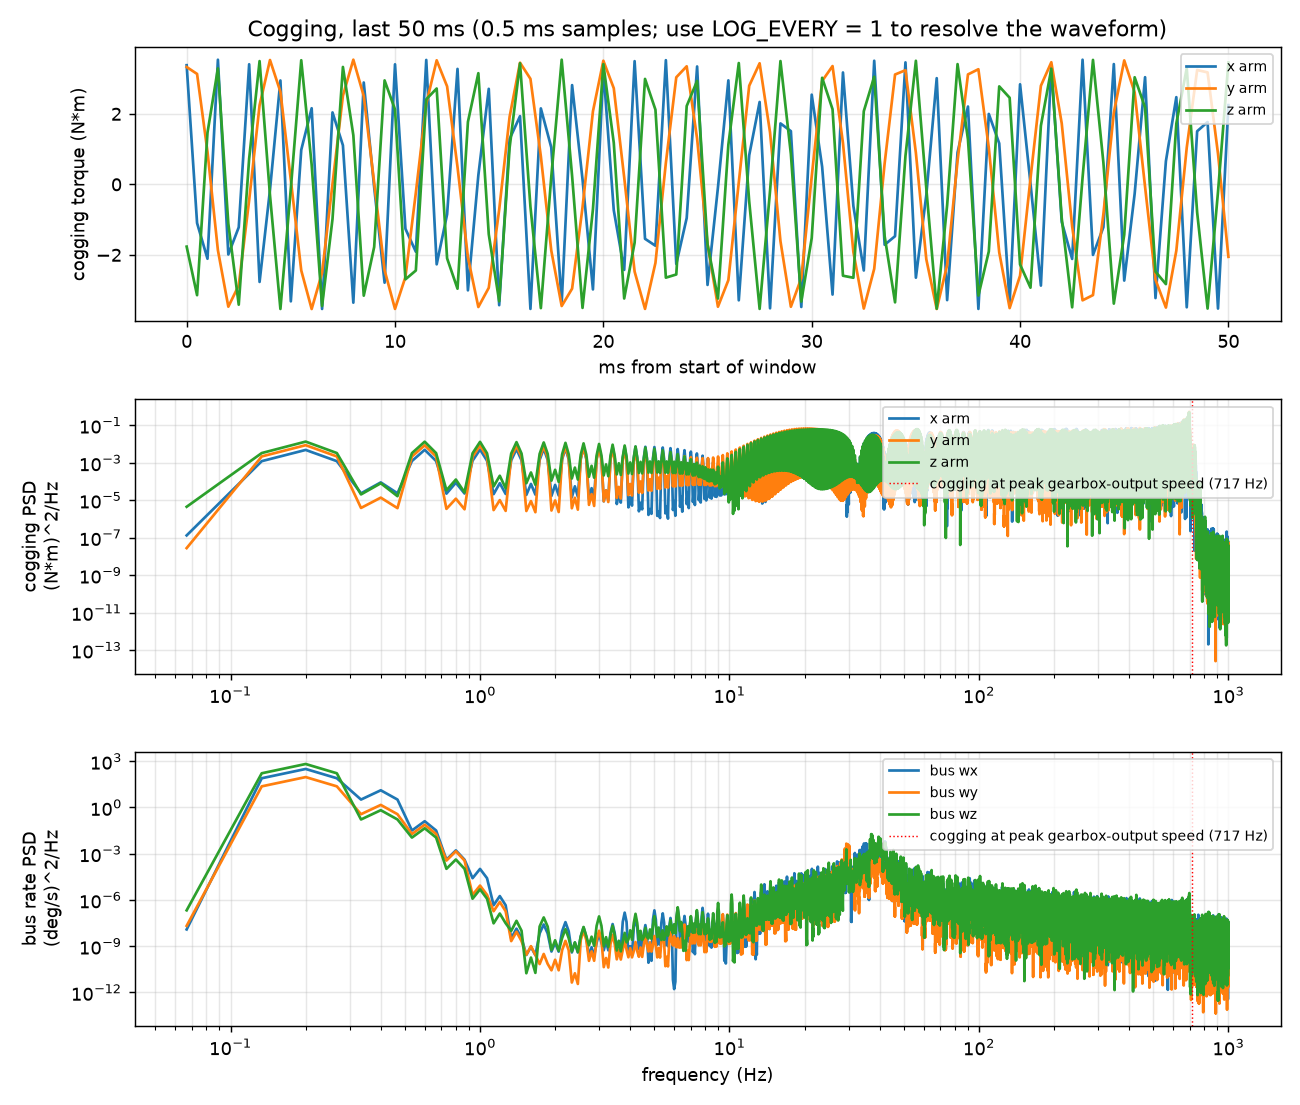 Cogging, last 50 ms (0.5 ms samples; use LOG_EVERY = 1 to resolve the waveform)
cogging torque (N*m)
2
0
−2
x arm
y arm
z arm
0
10
20
30
40
50
ms from start of window
cogging PSD
(N*m)^2/Hz
10⁻¹
10⁻³
10⁻⁵
10⁻⁷
10⁻⁹
10⁻¹¹
10⁻¹³
x arm
y arm
z arm
cogging at peak gearbox-output speed (717 Hz)
10⁻¹
10⁰
10¹
10²
10³
bus rate PSD
(deg/s)^2/Hz
10³
10⁰
10⁻³
10⁻⁶
10⁻⁹
10⁻¹²
bus wx
bus wy
bus wz
cogging at peak gearbox-output speed (717 Hz)
10⁻¹
10⁰
10¹
10²
10³
frequency (Hz)